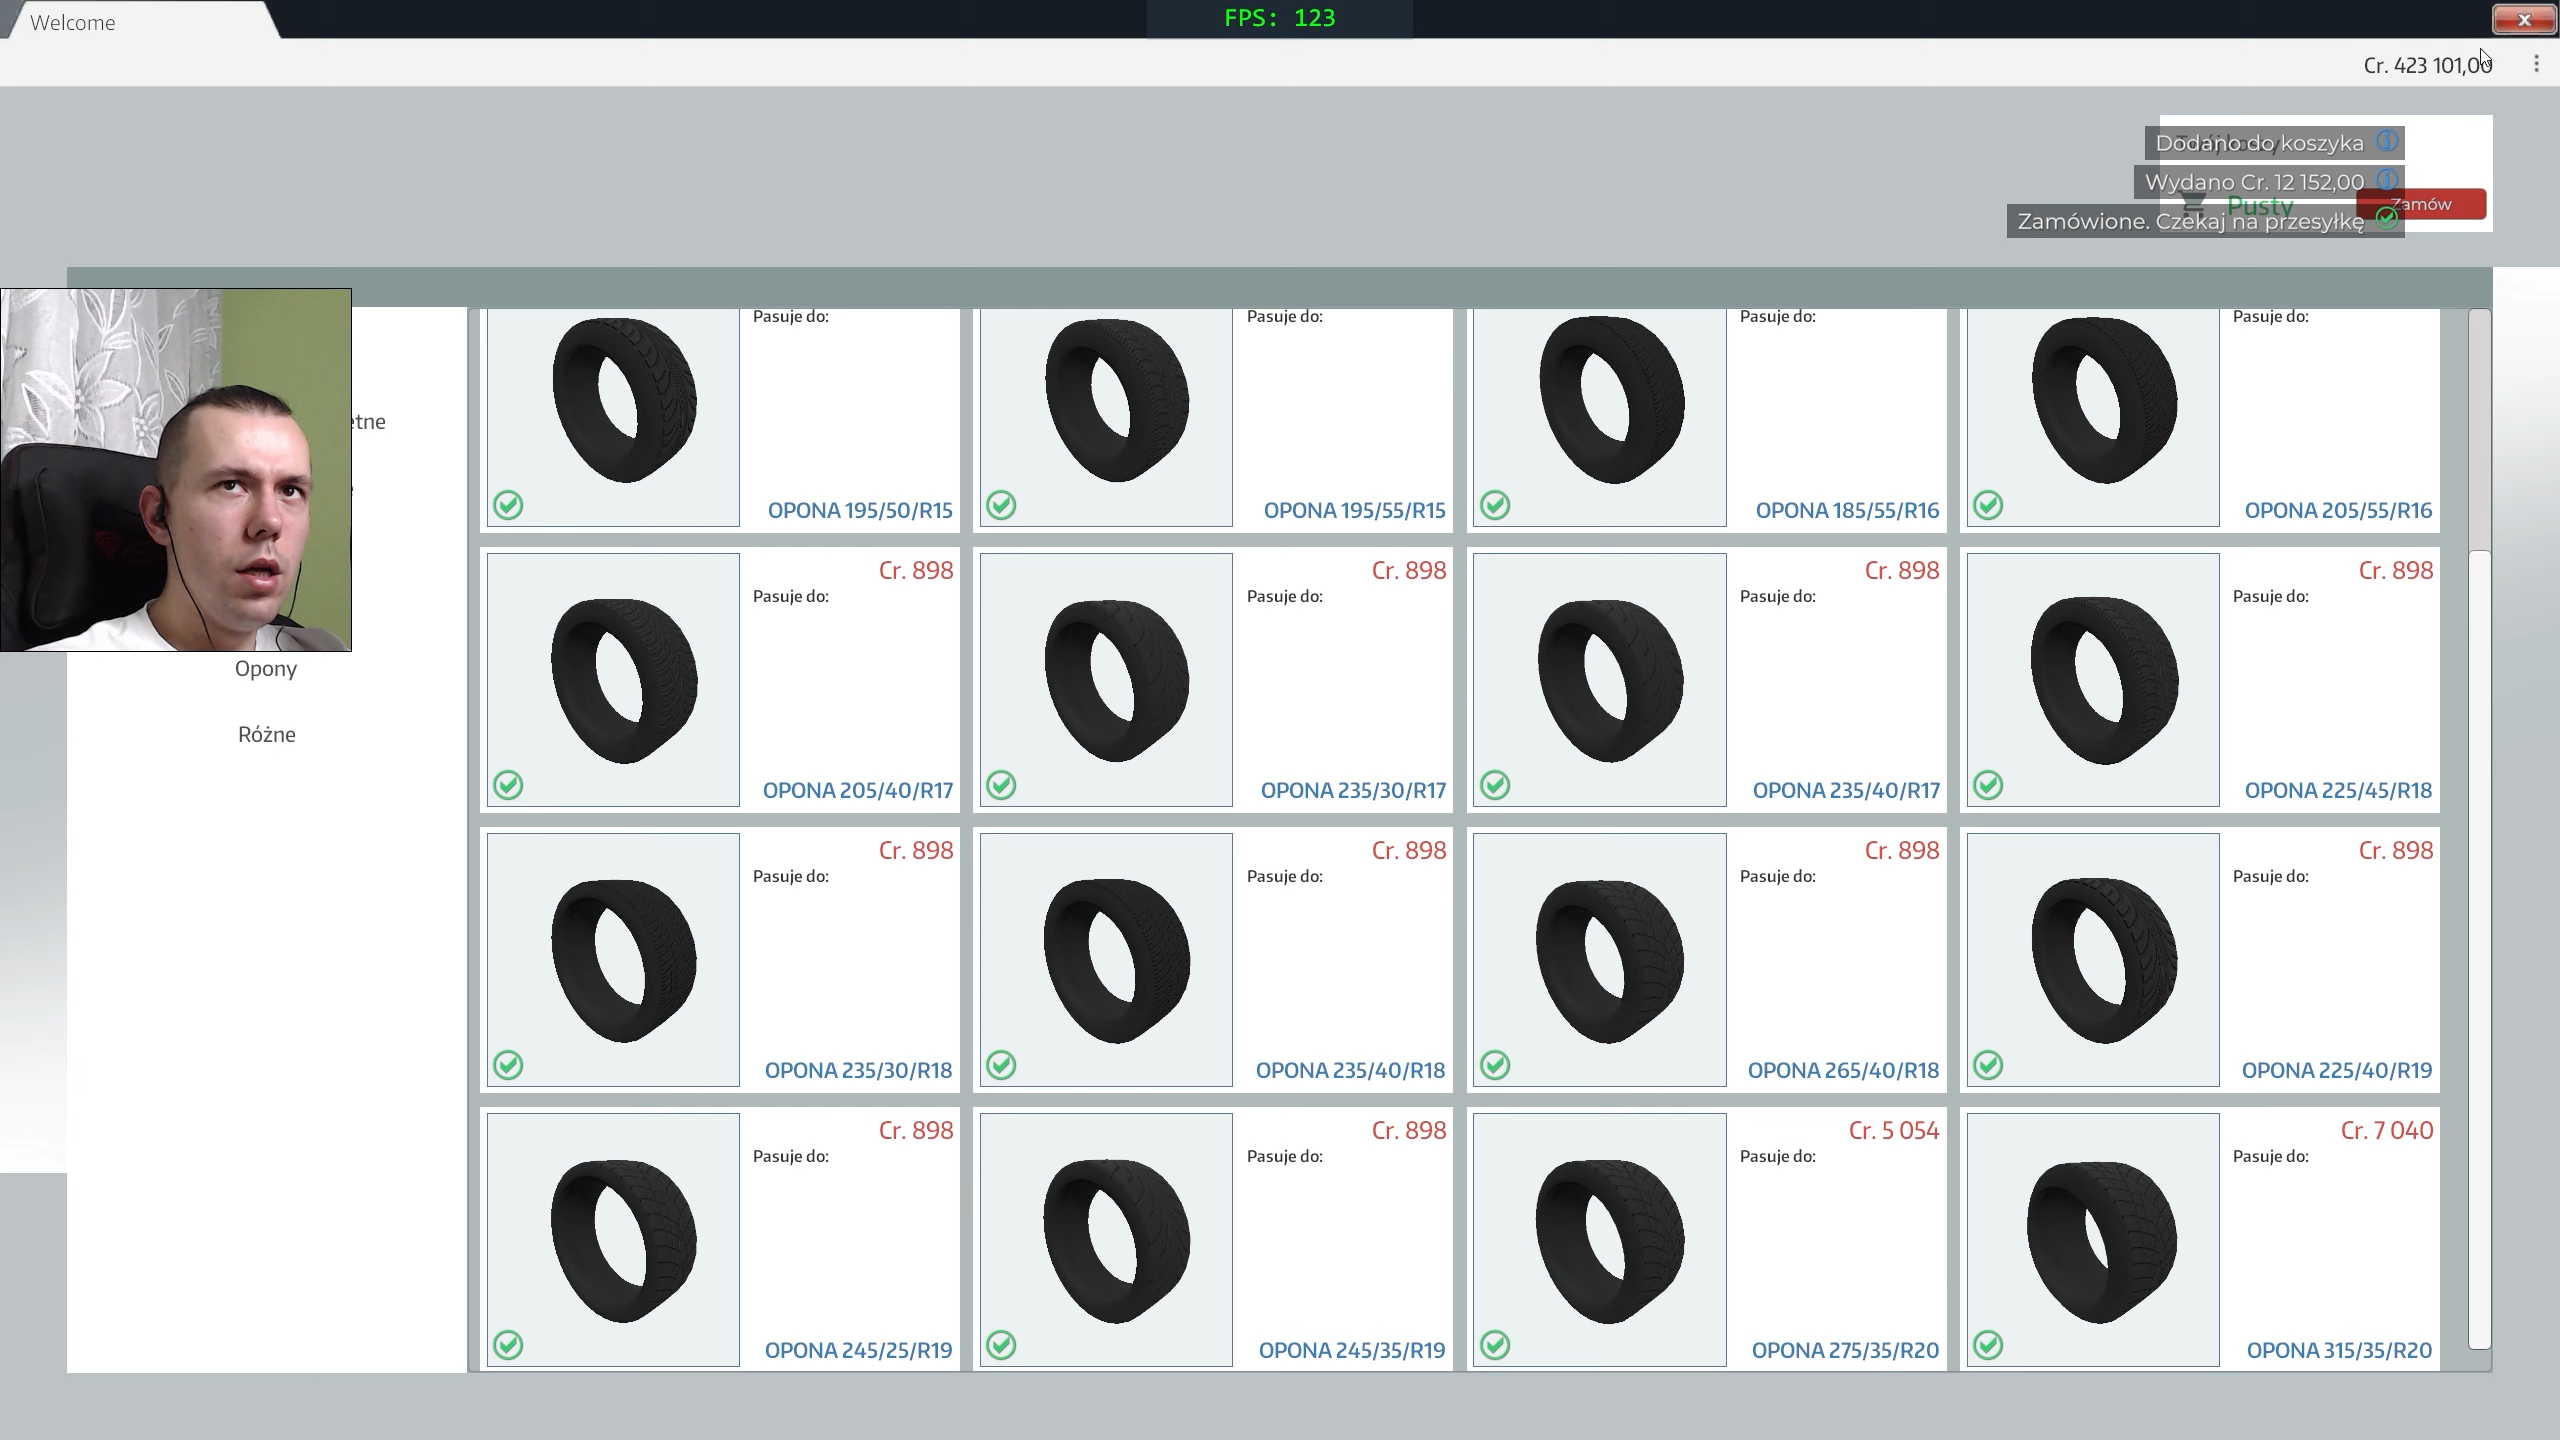 Welcome
FPS: 123
Cr. 423 101,00
Dodano do koszyka
Wydano Cr. 12 152,00
Pusty
Zamów
Zamówione. Czekaj na przesyłkę
etne
Opony
Różne
Pasuje do:
OPONA 195/50/R15
Pasuje do:
OPONA 195/55/R15
Pasuje do:
OPONA 185/55/R16
Pasuje do:
OPONA 205/55/R16
Cr. 898
Pasuje do:
OPONA 205/40/R17
Cr. 898
Pasuje do:
OPONA 235/30/R17
Cr. 898
Pasuje do:
OPONA 235/40/R17
Cr. 898
Pasuje do:
OPONA 225/45/R18
Cr. 898
Pasuje do:
OPONA 235/30/R18
Cr. 898
Pasuje do:
OPONA 235/40/R18
Cr. 898
Pasuje do:
OPONA 265/40/R18
Cr. 898
Pasuje do:
OPONA 225/40/R19
Cr. 898
Pasuje do:
OPONA 245/25/R19
Cr. 898
Pasuje do:
OPONA 245/35/R19
Cr. 5 054
Pasuje do:
OPONA 275/35/R20
Cr. 7 040
Pasuje do:
OPONA 315/35/R20